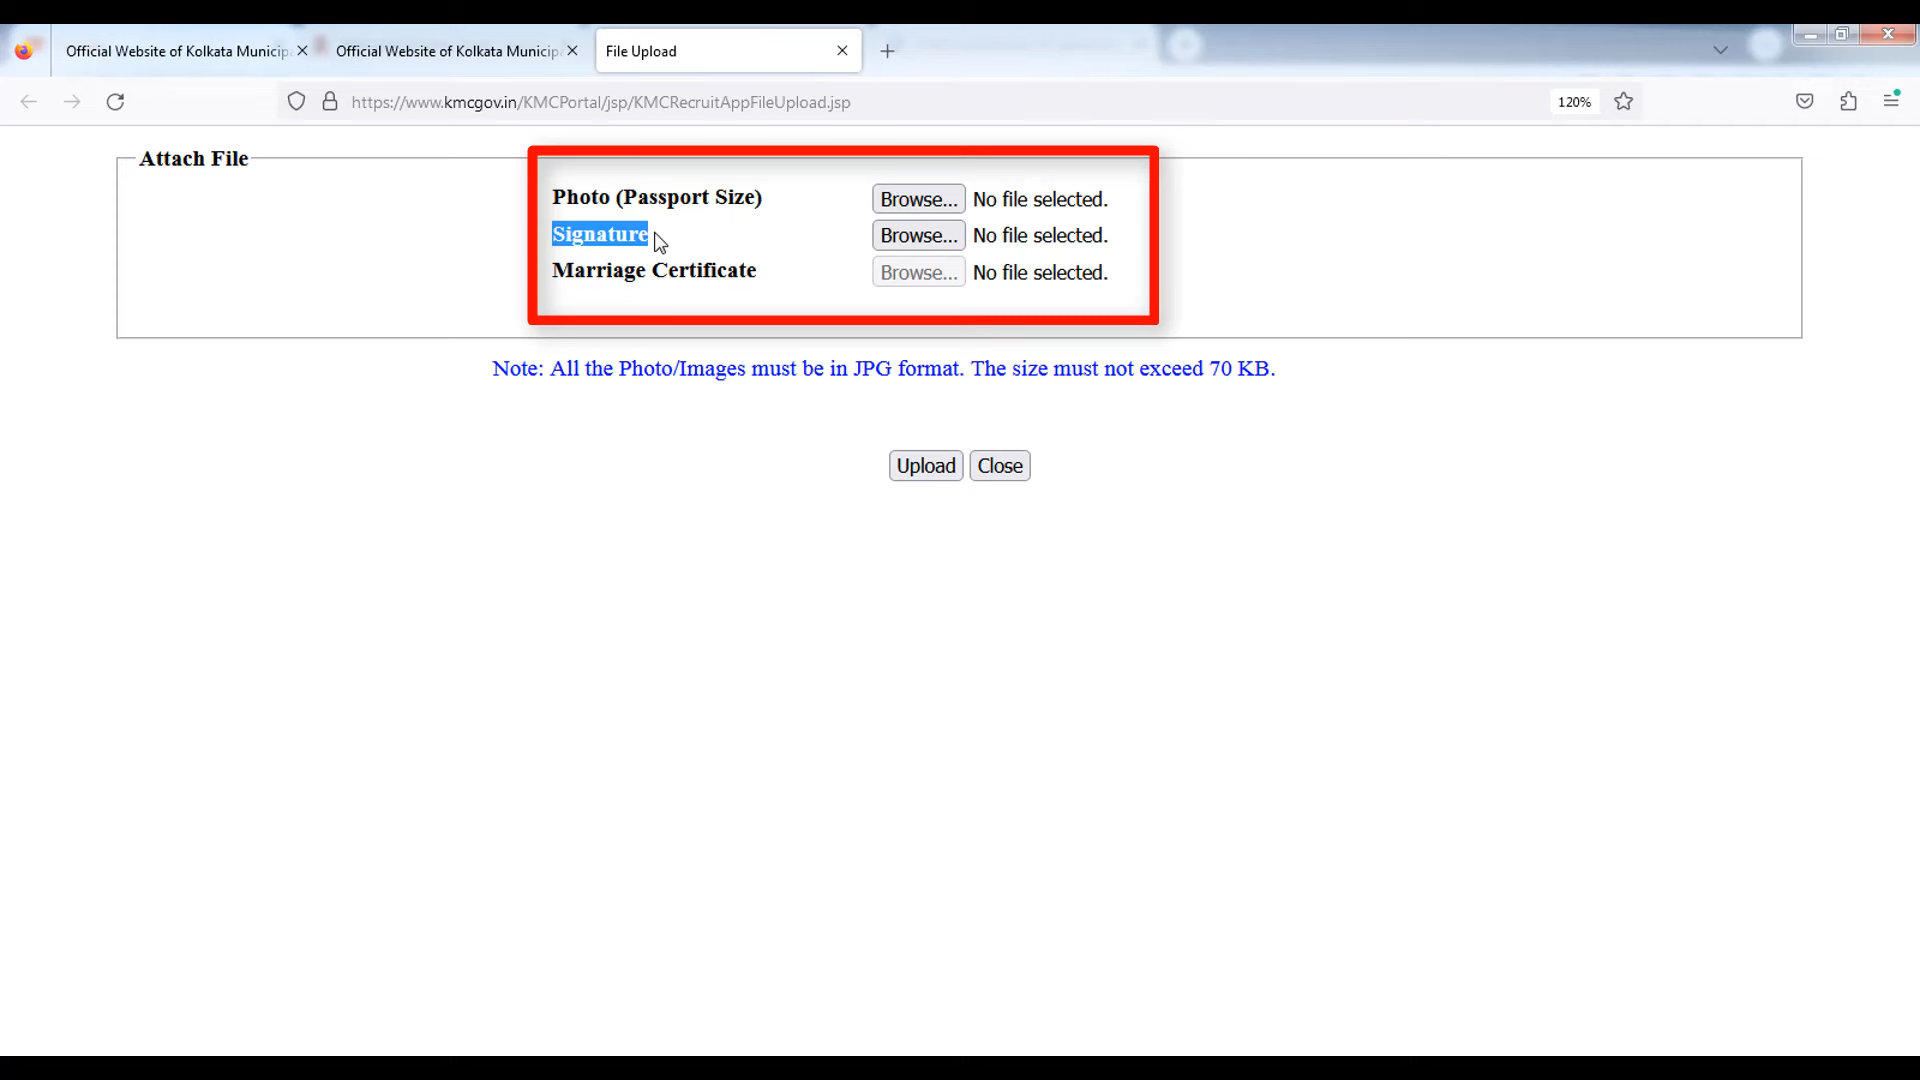 Official Website of Kolkata Municip
Official Website of Kolkata Municip
File Upload
https://www.kmcgov.in/KMCPortal/jsp/KMCRecruitAppFileUpload.jsp
120%
Attach File
Photo (Passport Size) Browse... No file selected.
Signature Browse... No file selected.
Marriage Certificate Browse... No file selected.
Note: All the Photo/Images must be in JPG format. The size must not exceed 70 KB.
Upload Close